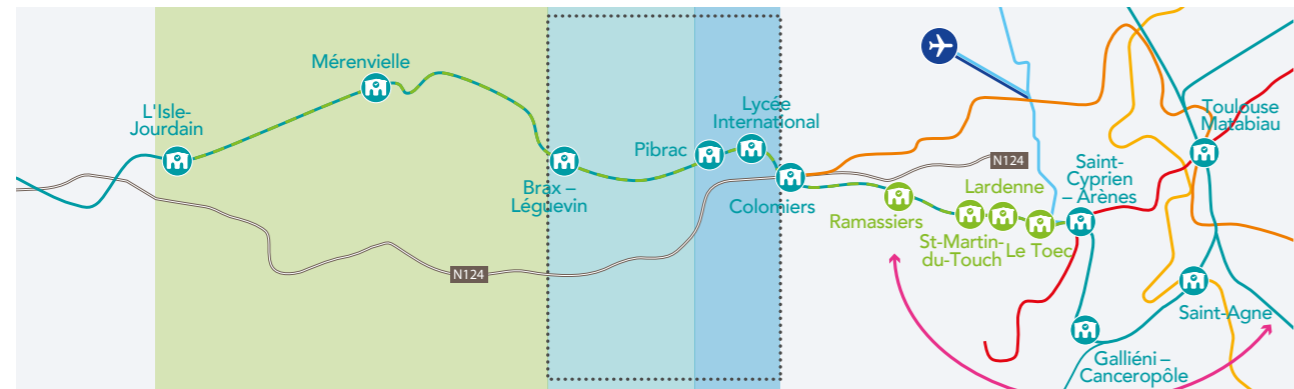 Mérenvielle
L'Isle-
Jourdain
Brax –
Léguevin
Pibrac
Lycée
International
Colomiers
N124
N124
Ramassiers
Lardenne
St-Martin-
du-Touch
Le Toec
Saint-
Cyprien
– Arènes
Toulouse
Matabiau
Saint-Agne
Galliéni –
Canceropôle